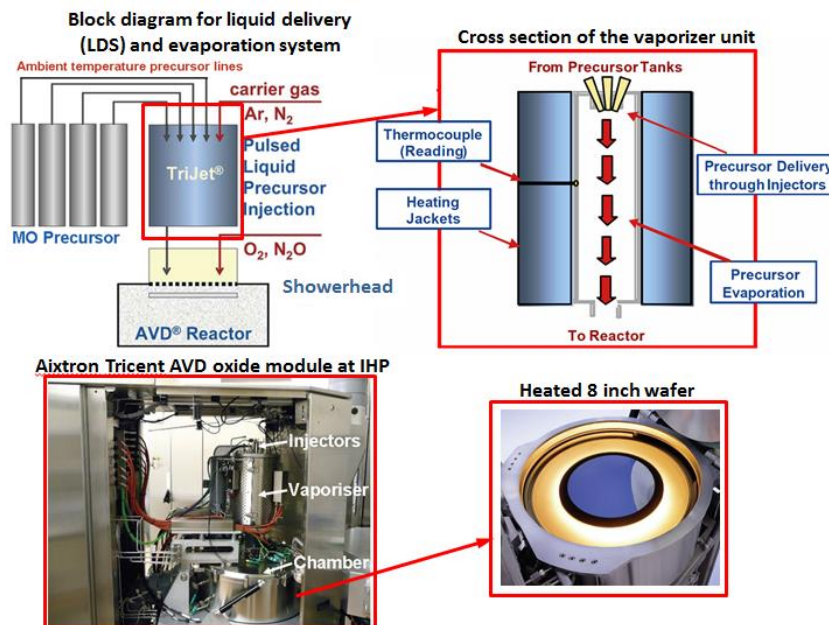 Block diagram for liquid delivery
(LDS) and evaporation system
Ambient temperature precursor lines
carrier gas
Ar, N₂
TriJet®
Pulsed
Liquid
Precursor
Injection
MO Precursor
O₂, N₂O
Showerhead
AVD® Reactor
Cross section of the vaporizer unit
From Precursor Tanks
Thermocouple
(Reading)
Heating
Jackets
Precursor Delivery
through Injectors
Precursor
Evaporation
To Reactor
Aixtron Tricent AVD oxide module at IHP
Injectors
Vaporiser
Chamber
Heated 8 inch wafer